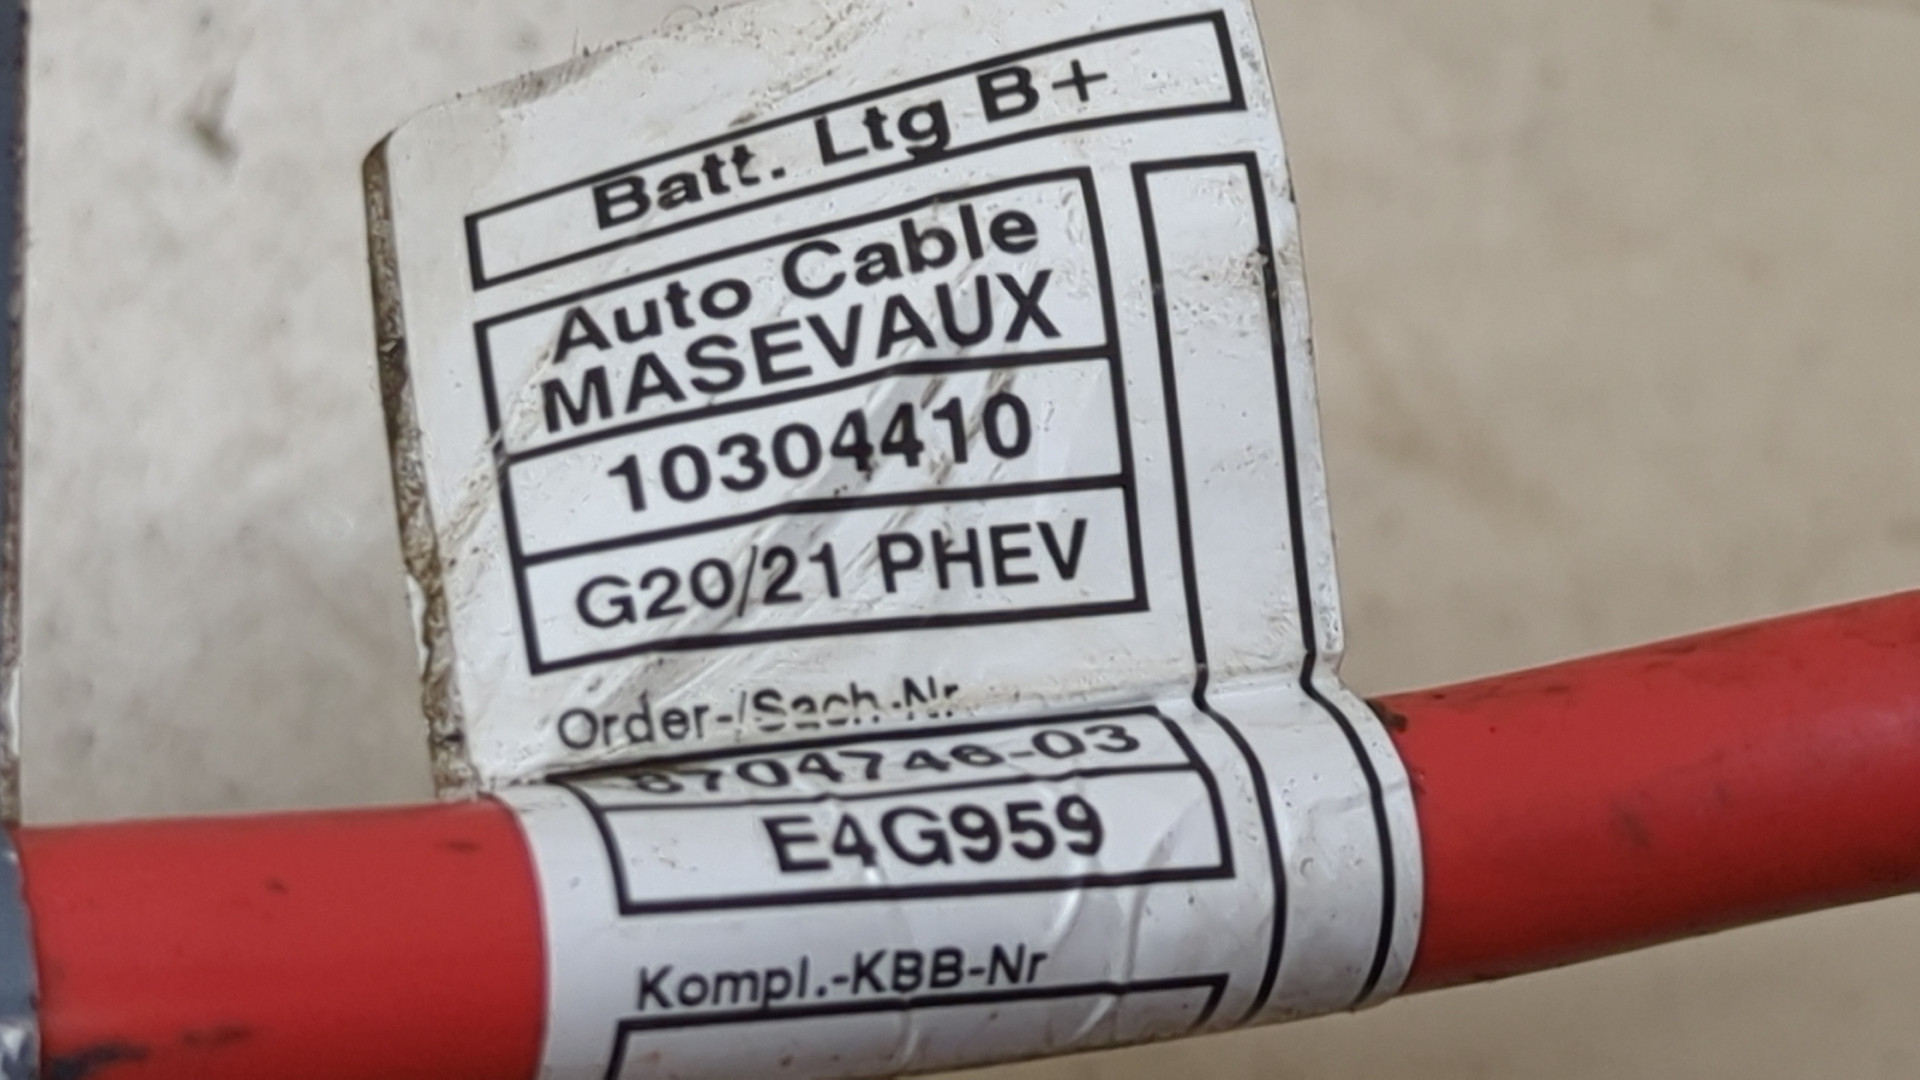 Batt. Ltg B+
Auto Cable
MASEVAUX
10304410
G20/21 PHEV
Order-/Sach-Nr
8704746-03
E4G959
Kompl.-KBB-Nr